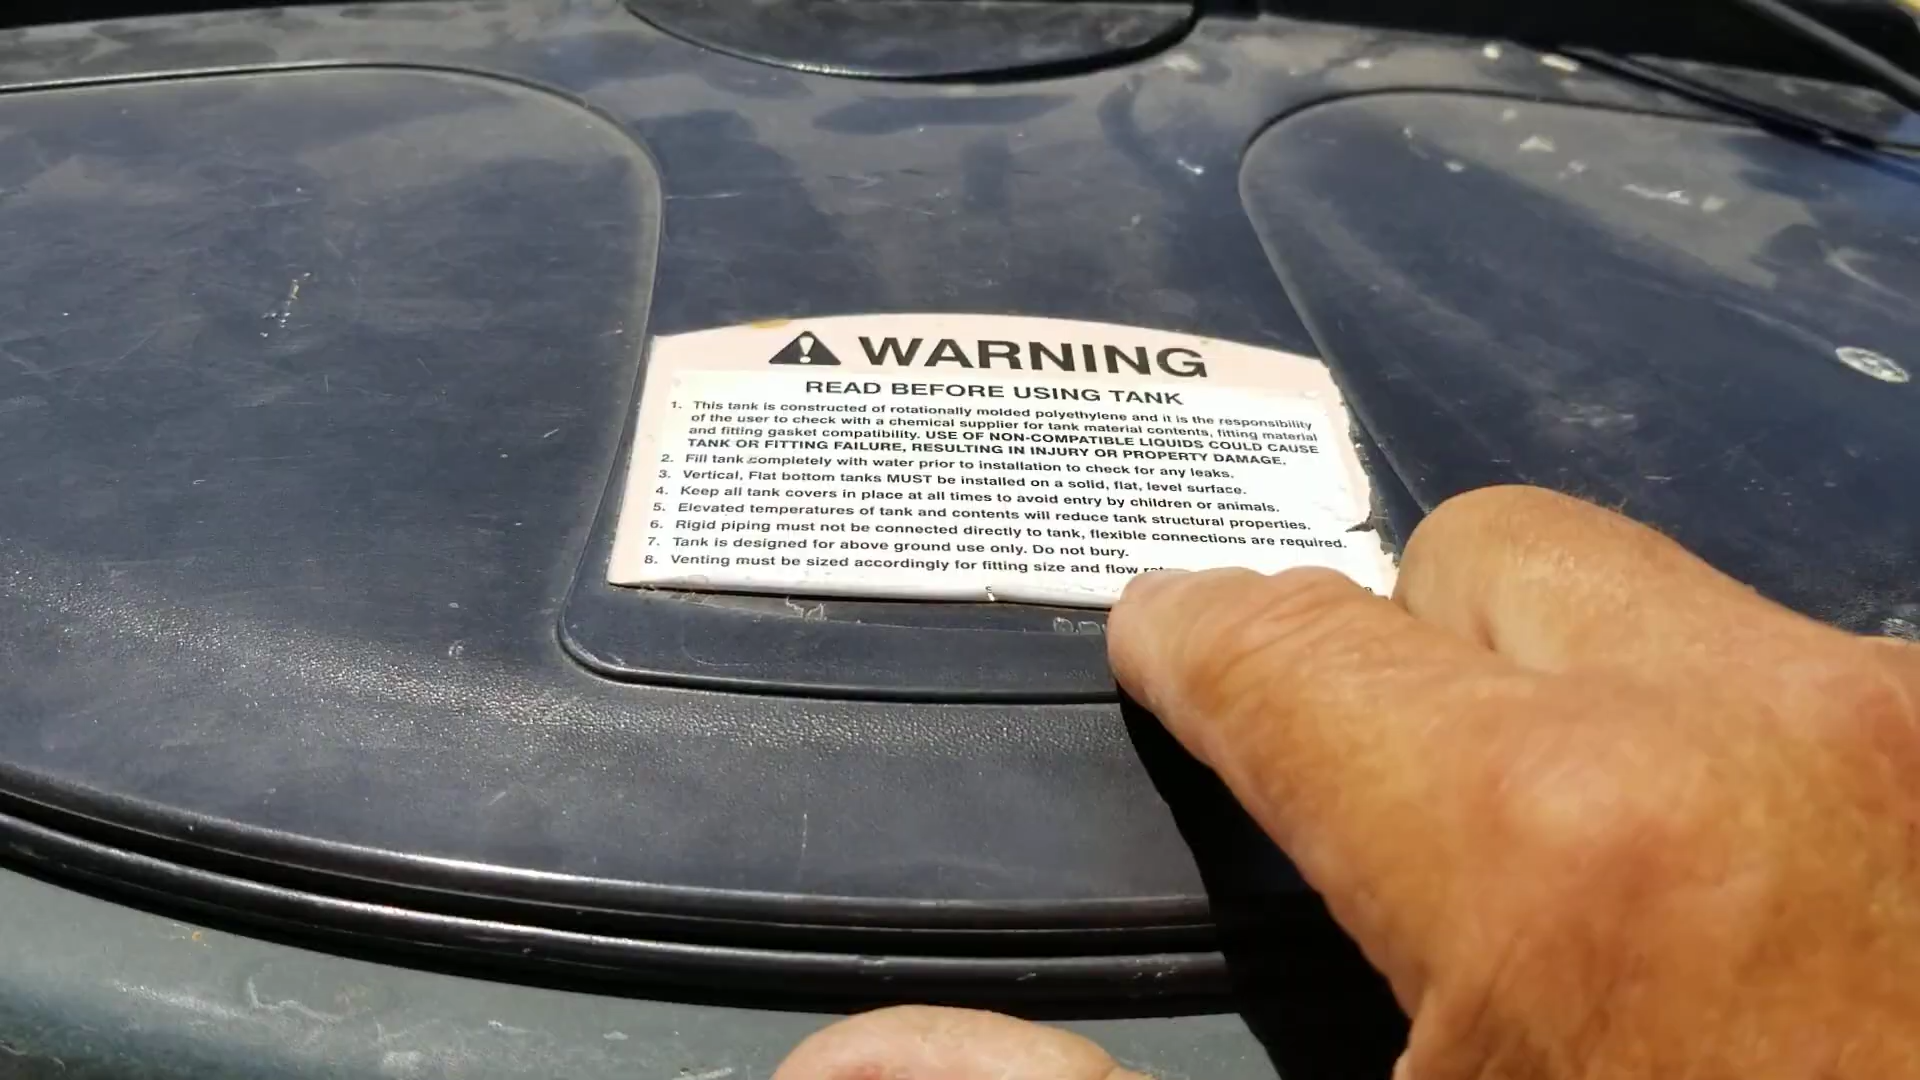 WARNING
READ BEFORE USING TANK
1. This tank is constructed of rotationally molded polyethylene and it is the responsibility
of the user to check with a chemical supplier for tank material contents, fitting material
and fitting gasket compatibility. USE OF NON-COMPATIBLE LIQUIDS COULD CAUSE
TANK OR FITTING FAILURE, RESULTING IN INJURY OR PROPERTY DAMAGE.
2. Fill tank completely with water prior to installation to check for any leaks.
3. Vertical, Flat bottom tanks MUST be installed on a solid, flat, level surface.
4. Keep all tank covers in place at all times to avoid entry by children or animals.
5. Elevated temperatures of tank and contents will reduce tank structural properties.
6. Rigid piping must not be connected directly to tank, flexible connections are required.
7. Tank is designed for above ground use only. Do not bury.
8. Venting must be sized accordingly for fitting size and flow